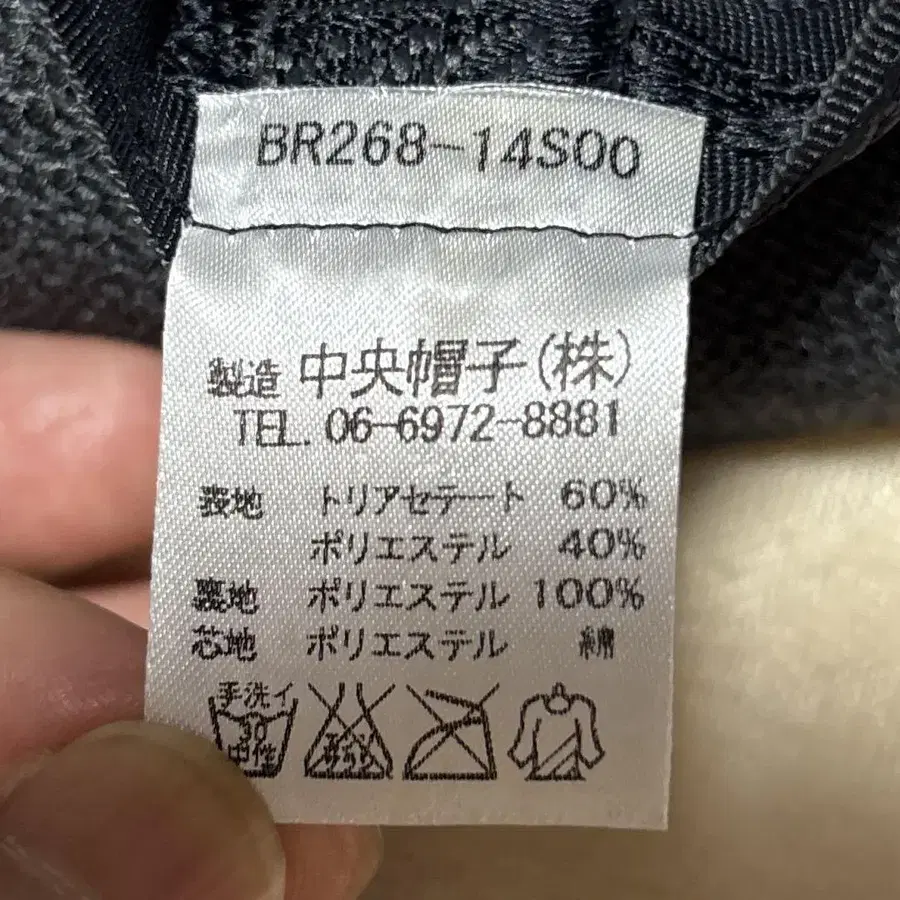 BR268-14S00
製造 中央帽子(株)
TEL. 06-6972-8881
表地 トリアセテート 60%
ポリエステル 40%
裏地 ポリエステル 100%
芯地 ポリエステル 綿
手洗イ
30
中性